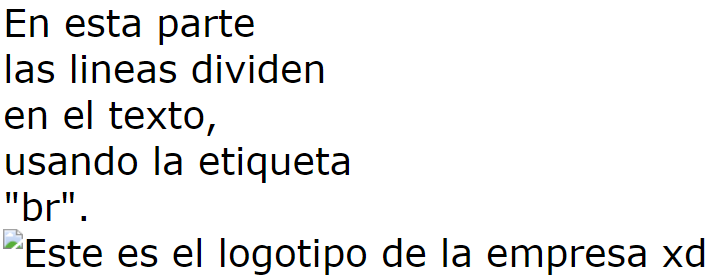 En esta parte
las lineas dividen
en el texto,
usando la etiqueta
"br".
Este es el logotipo de la empresa xd